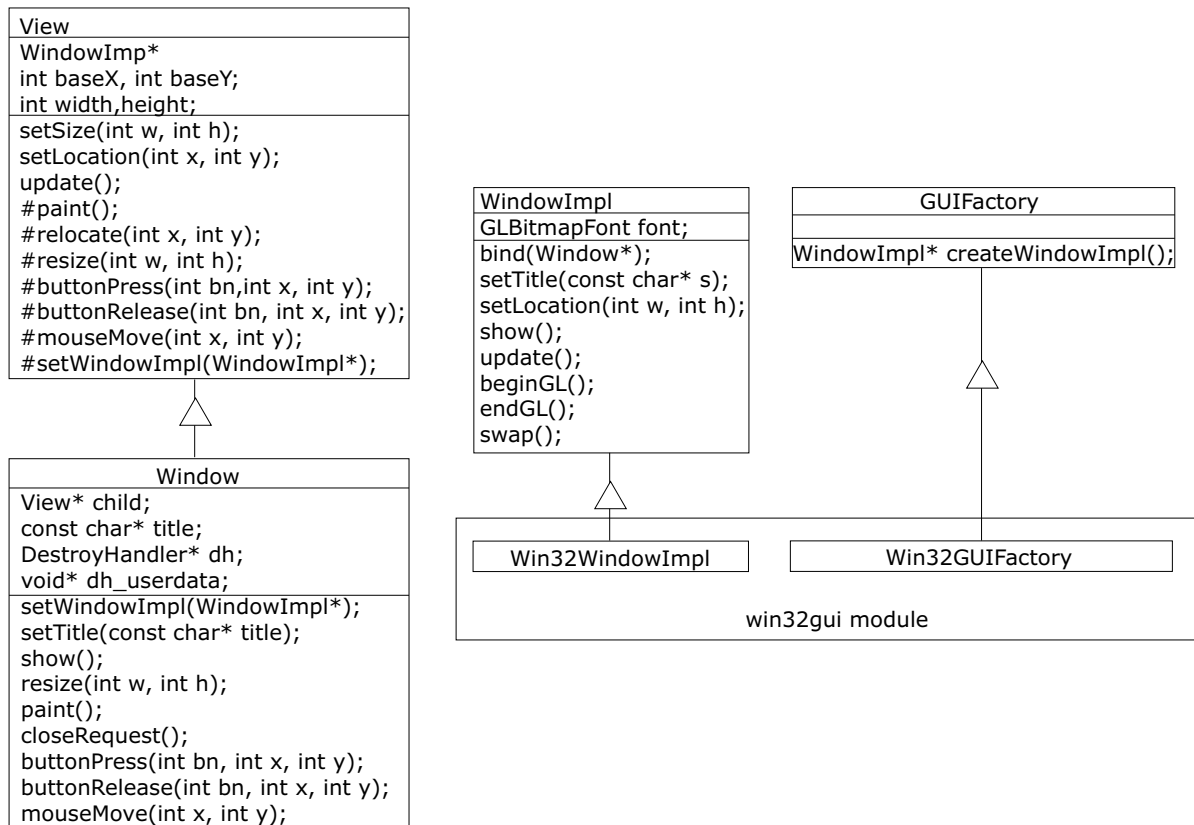 View
WindowImp*
int baseX, int baseY;
int width,height;
setSize(int w, int h);
setLocation(int x, int y);
update();
#paint();
#relocate(int x, int y);
#resize(int w, int h);
#buttonPress(int bn,int x, int y);
#buttonRelease(int bn, int x, int y);
#mouseMove(int x, int y);
#setWindowImpl(WindowImpl*);
Window
View* child;
const char* title;
DestroyHandler* dh;
void* dh_userdata;
setWindowImpl(WindowImpl*);
setTitle(const char* title);
show();
resize(int w, int h);
paint();
closeRequest();
buttonPress(int bn, int x, int y);
buttonRelease(int bn, int x, int y);
mouseMove(int x, int y);
WindowImpl
GLBitmapFont font;
bind(Window*);
setTitle(const char* s);
setLocation(int w, int h);
show();
update();
beginGL();
endGL();
swap();
GUIFactory
WindowImpl* createWindowImpl();
Win32WindowImpl
Win32GUIFactory
win32gui module